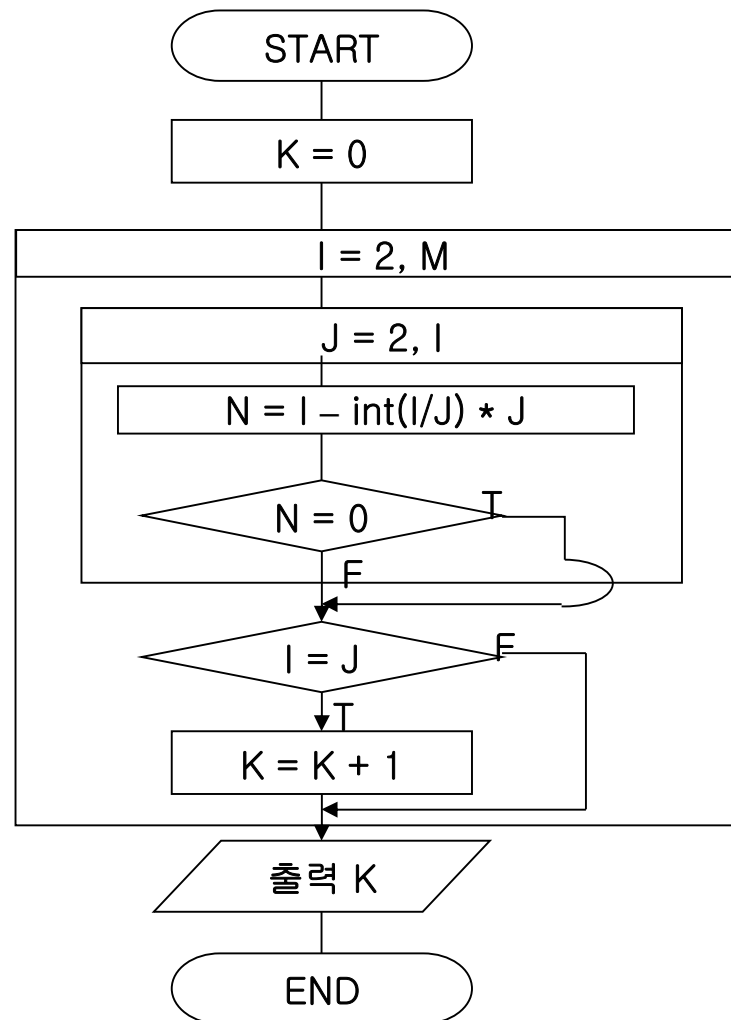 START
K = 0
I = 2, M
J = 2, I
N = I – int(I/J) * J
N = 0
T
F
I = J
F
T
K = K + 1
출력 K
END